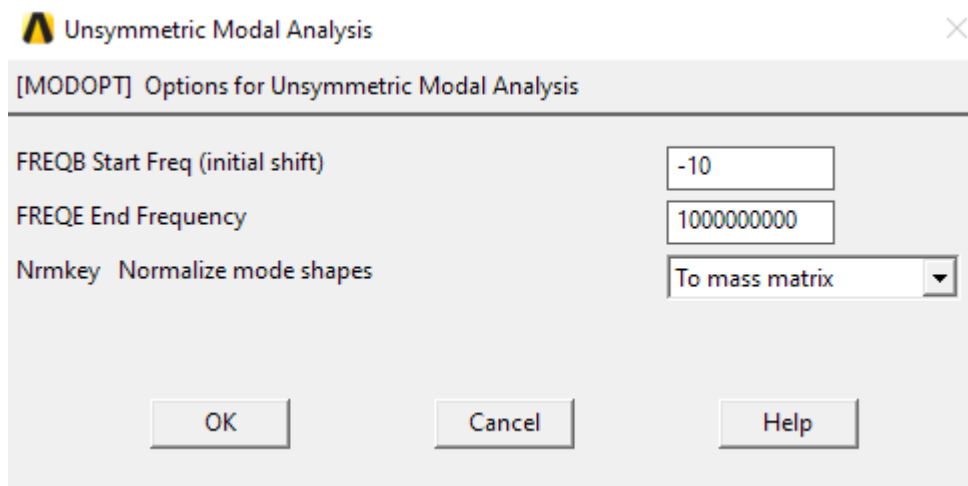 Unsymmetric Modal Analysis
[MODOPT] Options for Unsymmetric Modal Analysis
FREQB Start Freq (initial shift) -10
FREQE End Frequency 1000000000
Nrmkey Normalize mode shapes To mass matrix
OK Cancel Help